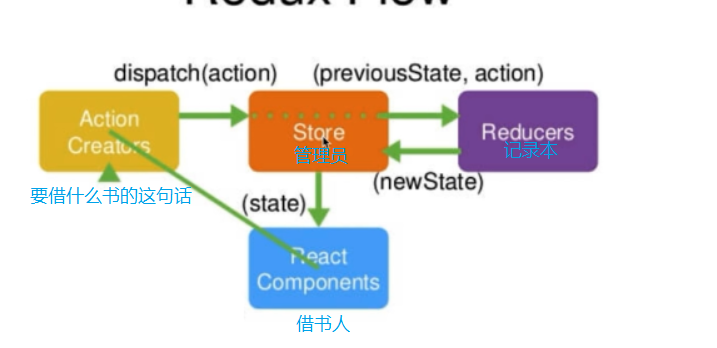 Redux Flow
dispatch(action)
(previousState, action)
Action
Creators
Store
管理员
Reducers
记录本
(newState)
要借什么书的这句话
(state)
React
Components
借书人